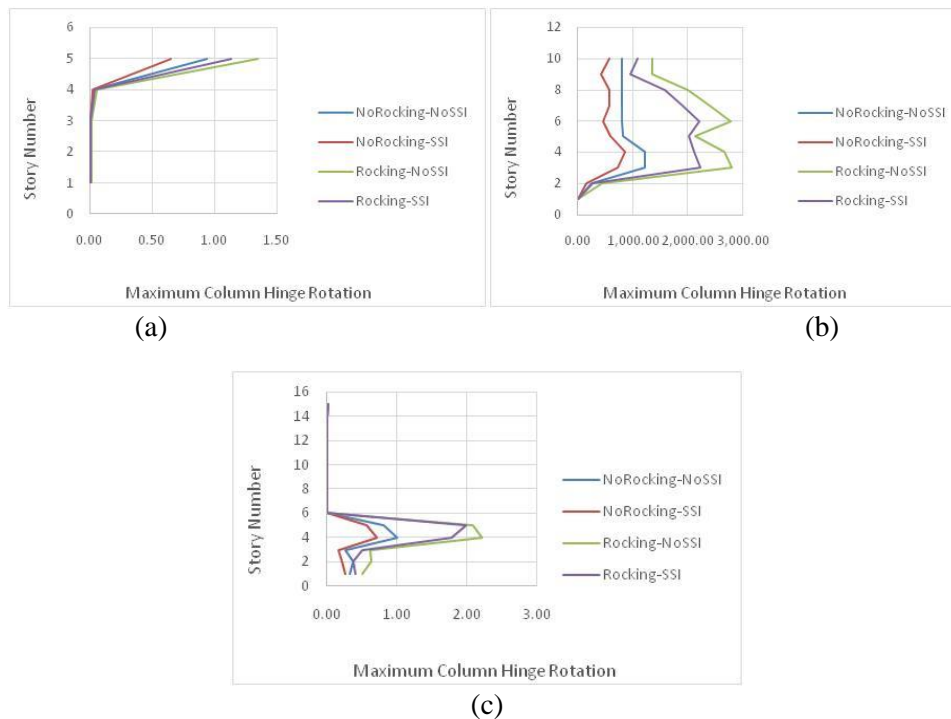 6
5
4
3
2
1
0
0.00 0.50 1.00 1.50
Story Number
Maximum Column Hinge Rotation
NoRocking-NoSSI
NoRocking-SSI
Rocking-NoSSI
Rocking-SSI
(a)
12
10
8
6
4
2
0
0.00 1,000.00 2,000.00 3,000.00
Story Number
Maximum Column Hinge Rotation
NoRocking-NoSSI
NoRocking-SSI
Rocking-NoSSI
Rocking-SSI
(b)
16
14
12
10
8
6
4
2
0
0.00 1.00 2.00 3.00
Story Number
Maximum Column Hinge Rotation
NoRocking-NoSSI
NoRocking-SSI
Rocking-NoSSI
Rocking-SSI
(c)